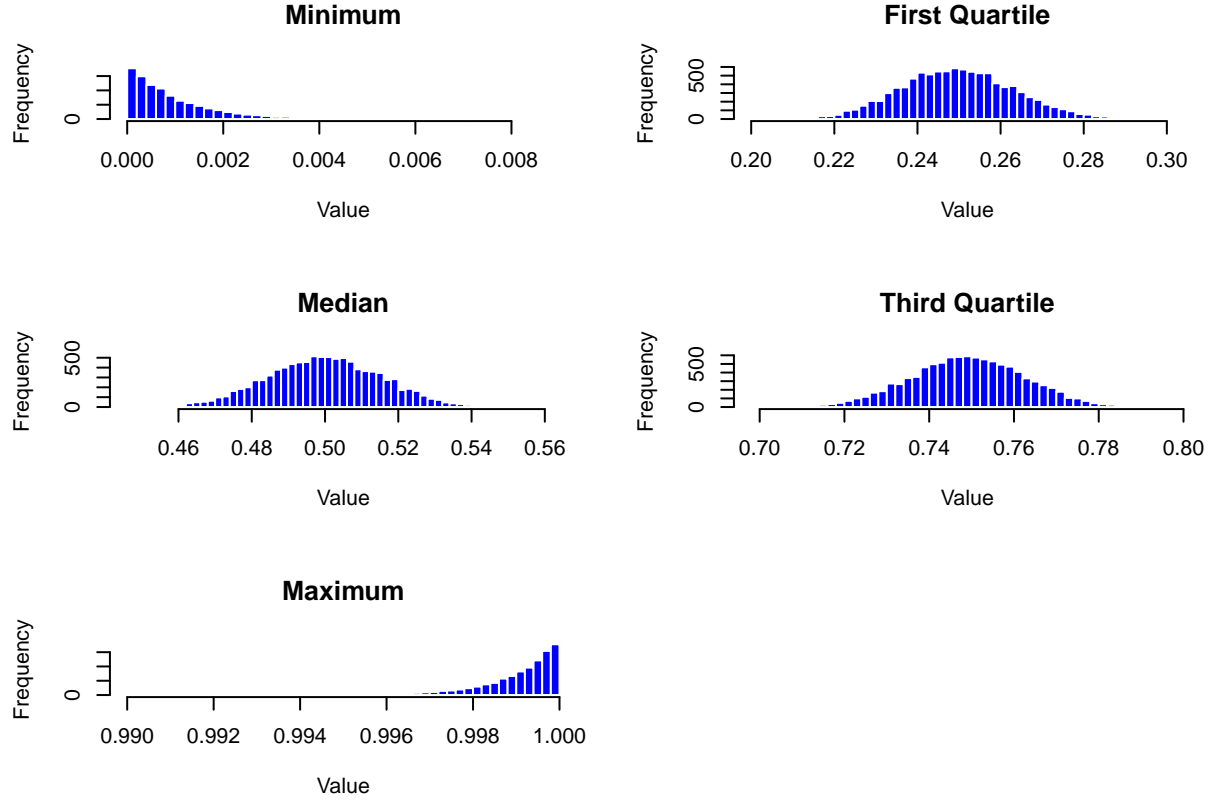 Minimum
Frequency
0
0.000 0.002 0.004 0.006 0.008
Value
First Quartile
Frequency
0 500
0.20 0.22 0.24 0.26 0.28 0.30
Value
Median
Frequency
0 500
0.46 0.48 0.50 0.52 0.54 0.56
Value
Third Quartile
Frequency
0 500
0.70 0.72 0.74 0.76 0.78 0.80
Value
Maximum
Frequency
0
0.990 0.992 0.994 0.996 0.998 1.000
Value